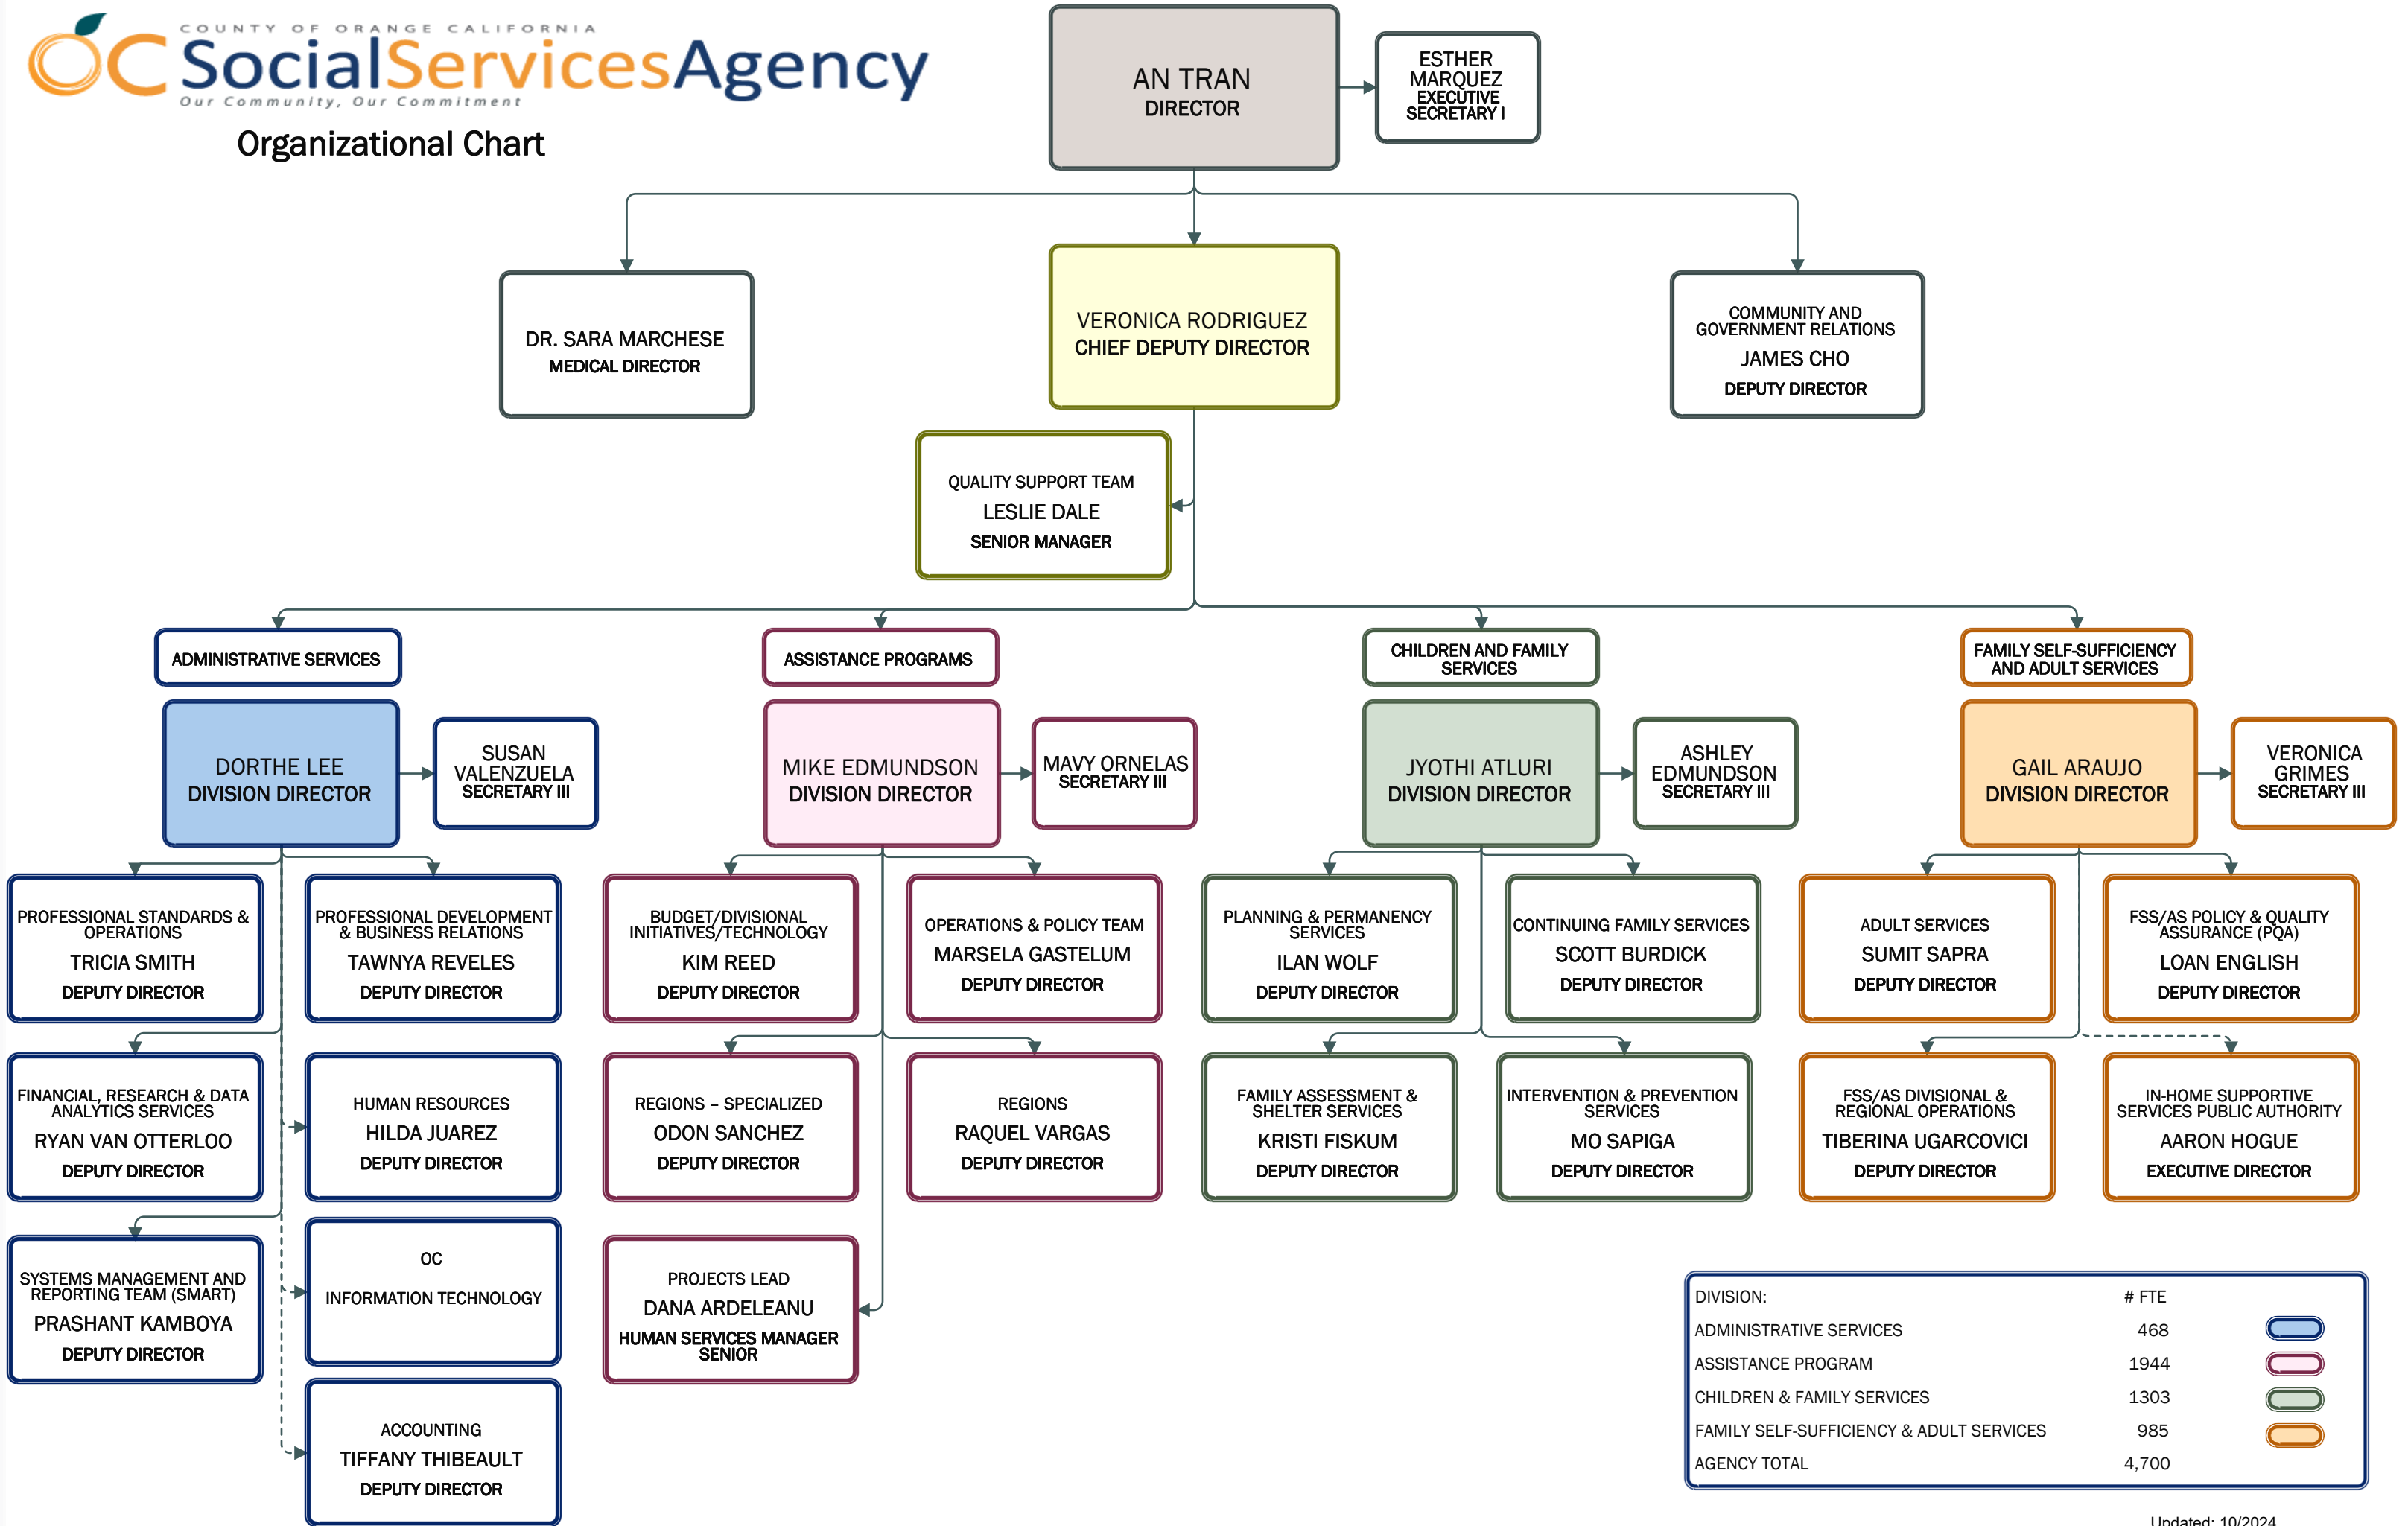 COUNTY OF ORANGE CALIFORNIA
OC SocialServicesAgency
Our Community, Our Commitment
Organizational Chart
AN TRAN
DIRECTOR
ESTHER
MARQUEZ
EXECUTIVE
SECRETARY I
DR. SARA MARCHESE
MEDICAL DIRECTOR
VERONICA RODRIGUEZ
CHIEF DEPUTY DIRECTOR
COMMUNITY AND
GOVERNMENT RELATIONS
JAMES CHO
DEPUTY DIRECTOR
QUALITY SUPPORT TEAM
LESLIE DALE
SENIOR MANAGER
ADMINISTRATIVE SERVICES
DORTHE LEE
DIVISION DIRECTOR
SUSAN
VALENZUELA
SECRETARY III
PROFESSIONAL STANDARDS &
OPERATIONS
TRICIA SMITH
DEPUTY DIRECTOR
PROFESSIONAL DEVELOPMENT
& BUSINESS RELATIONS
TAWNYA REVELES
DEPUTY DIRECTOR
FINANCIAL, RESEARCH & DATA
ANALYTICS SERVICES
RYAN VAN OTTERLOO
DEPUTY DIRECTOR
HUMAN RESOURCES
HILDA JUAREZ
DEPUTY DIRECTOR
SYSTEMS MANAGEMENT AND
REPORTING TEAM (SMART)
PRASHANT KAMBOYA
DEPUTY DIRECTOR
OC
INFORMATION TECHNOLOGY
ACCOUNTING
TIFFANY THIBEAULT
DEPUTY DIRECTOR
ASSISTANCE PROGRAMS
MIKE EDMUNDSON
DIVISION DIRECTOR
MAVY ORNELAS
SECRETARY III
BUDGET/DIVISIONAL
INITIATIVES/TECHNOLOGY
KIM REED
DEPUTY DIRECTOR
OPERATIONS & POLICY TEAM
MARSELA GASTELUM
DEPUTY DIRECTOR
REGIONS – SPECIALIZED
ODON SANCHEZ
DEPUTY DIRECTOR
REGIONS
RAQUEL VARGAS
DEPUTY DIRECTOR
PROJECTS LEAD
DANA ARDELEANU
HUMAN SERVICES MANAGER
SENIOR
CHILDREN AND FAMILY
SERVICES
JYOTHI ATLURI
DIVISION DIRECTOR
ASHLEY
EDMUNDSON
SECRETARY III
PLANNING & PERMANENCY
SERVICES
ILAN WOLF
DEPUTY DIRECTOR
CONTINUING FAMILY SERVICES
SCOTT BURDICK
DEPUTY DIRECTOR
FAMILY ASSESSMENT &
SHELTER SERVICES
KRISTI FISKUM
DEPUTY DIRECTOR
INTERVENTION & PREVENTION
SERVICES
MO SAPIGA
DEPUTY DIRECTOR
FAMILY SELF-SUFFICIENCY
AND ADULT SERVICES
GAIL ARAUJO
DIVISION DIRECTOR
VERONICA
GRIMES
SECRETARY III
ADULT SERVICES
SUMIT SAPRA
DEPUTY DIRECTOR
FSS/AS POLICY & QUALITY
ASSURANCE (PQA)
LOAN ENGLISH
DEPUTY DIRECTOR
FSS/AS DIVISIONAL &
REGIONAL OPERATIONS
TIBERINA UGARCOVICI
DEPUTY DIRECTOR
IN-HOME SUPPORTIVE
SERVICES PUBLIC AUTHORITY
AARON HOGUE
EXECUTIVE DIRECTOR
DIVISION: # FTE
ADMINISTRATIVE SERVICES 468
ASSISTANCE PROGRAM 1944
CHILDREN & FAMILY SERVICES 1303
FAMILY SELF-SUFFICIENCY & ADULT SERVICES 985
AGENCY TOTAL 4,700
Updated: 10/2024